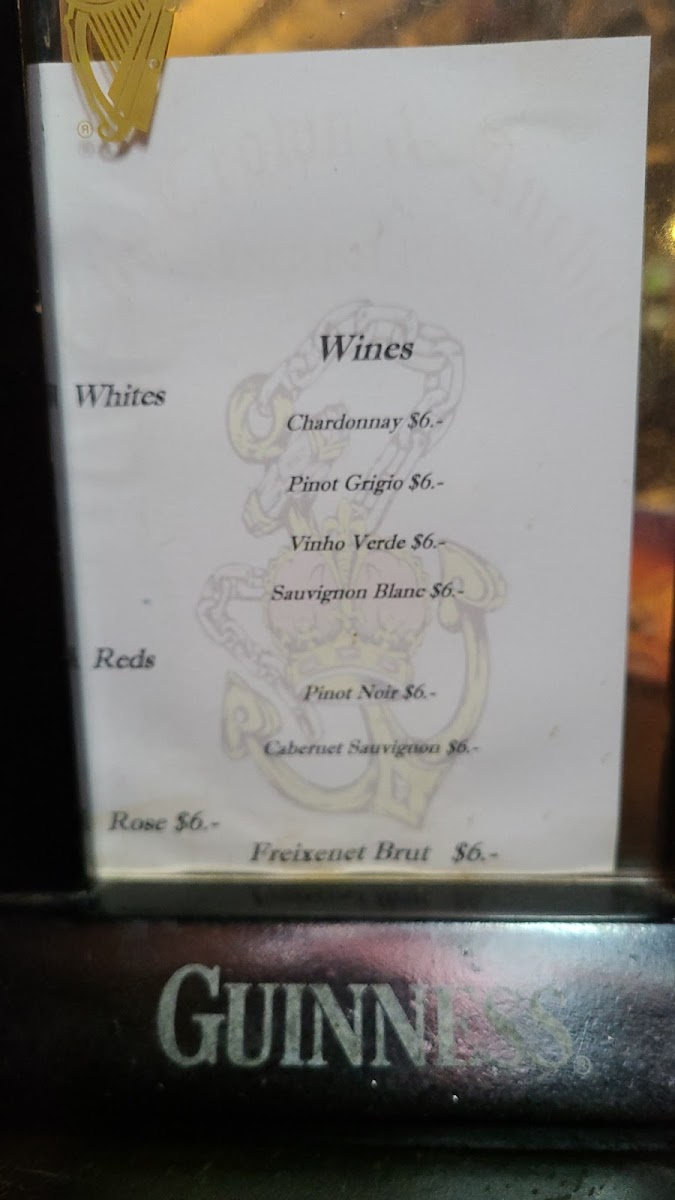 ®
Wines
Whites
Chardonnay $6.-
Pinot Grigio $6.-
Vinho Verde $6.-
Sauvignon Blanc $6.-
Reds
Pinot Noir $6.-
Cabernet Sauvignon $6.-
Rose $6.-
Freixenet Brut $6.-
GUINNESS®